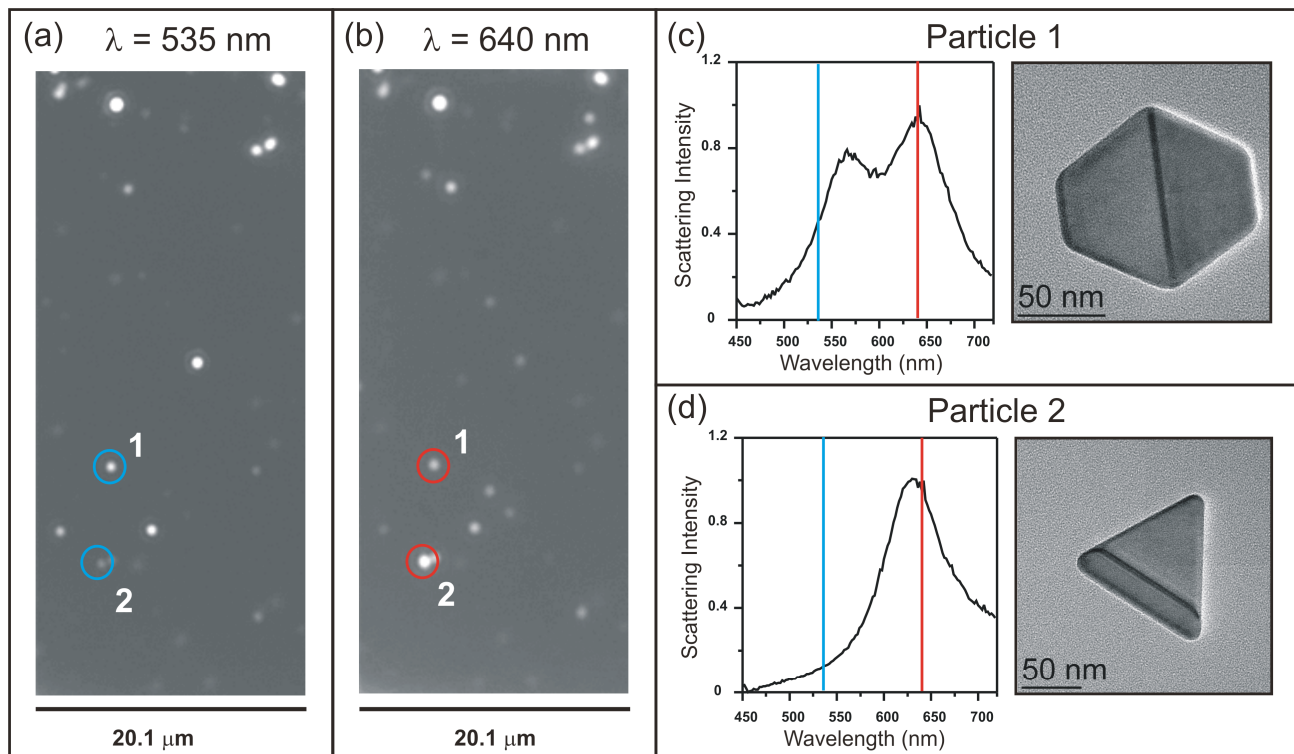 (a) λ = 535 nm
1
2
20.1 µm
(b) λ = 640 nm
1
2
20.1 µm
(c) Particle 1
1.2
0.8
0.4
0
Scattering Intensity
450 500 550 600 650 700
Wavelength (nm)
50 nm
(d) Particle 2
1.2
0.8
0.4
0
Scattering Intensity
450 500 550 600 650 700
Wavelength (nm)
50 nm